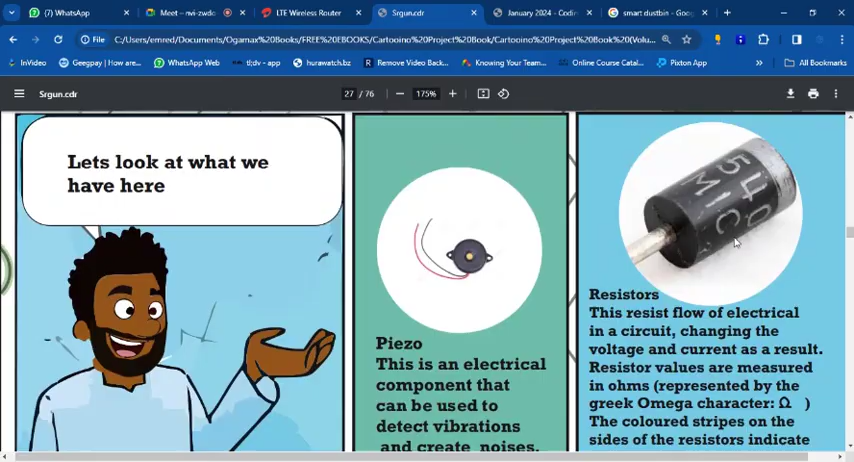 (7) WhatsApp
Meet – nvi-zwdc
LTE Wireless Router
Srgun.cdr
January 2024 - Codin
smart dustbin - Goog
File
C:/Users/emred/Documents/Ogamax%20Books/FREE%20EBOOKS/Cartooino%20Project%20Book/Cartooino%20Project%20Book%20(Volu...
InVideo
Geegpay | How are...
WhatsApp Web
tl;dv - app
hurawatch.bz
Remove Video Back...
Knowing Your Team...
Online Course Catal...
Pixton App
All Bookmarks
Srgun.cdr
27 / 76
175%
Lets look at what we
have here
Piezo
This is an electrical
component that
can be used to
detect vibrations
and create noises.
540
MIC
Resistors
This resist flow of electrical
in a circuit, changing the
voltage and current as a result.
Resistor values are measured
in ohms (represented by the
greek Omega character: Ω )
The coloured stripes on the
sides of the resistors indicate